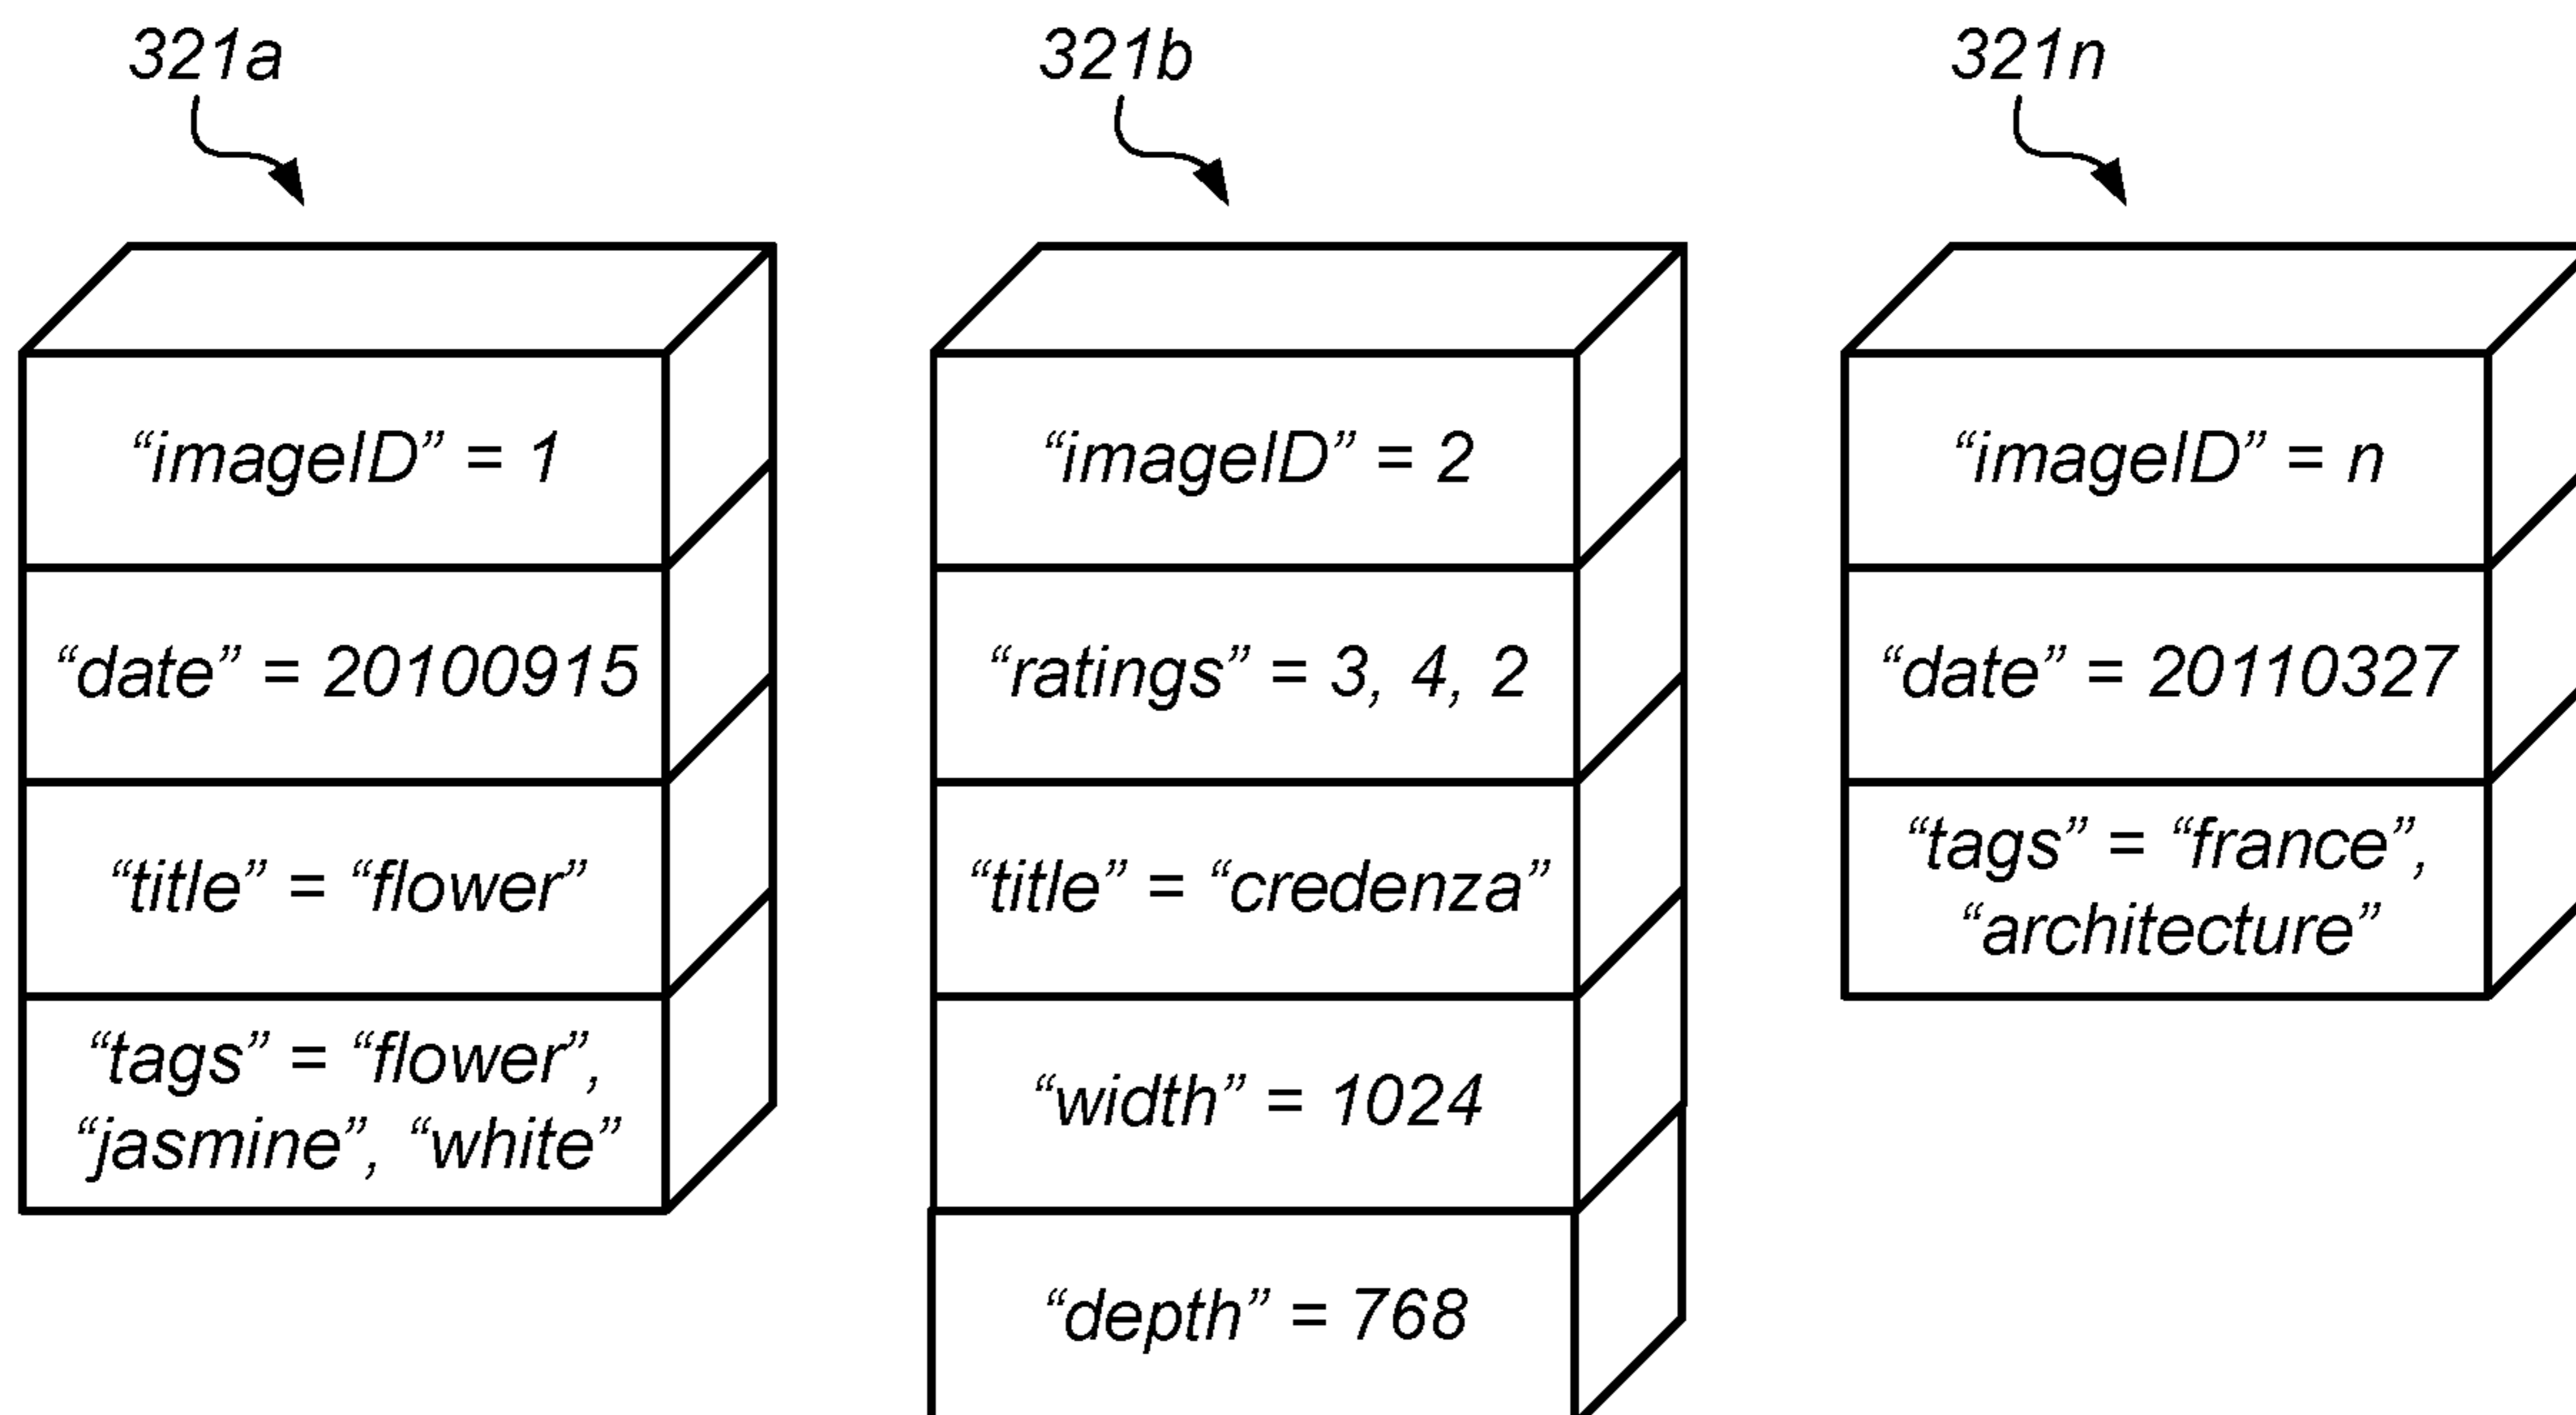 321a
“imageID” = 1
“date” = 20100915
“title” = “flower”
“tags” = “flower”,
“jasmine”, “white”
321b
“imageID” = 2
“ratings” = 3, 4, 2
“title” = “credenza”
“width” = 1024
“depth” = 768
321n
“imageID” = n
“date” = 20110327
“tags” = “france”,
“architecture”